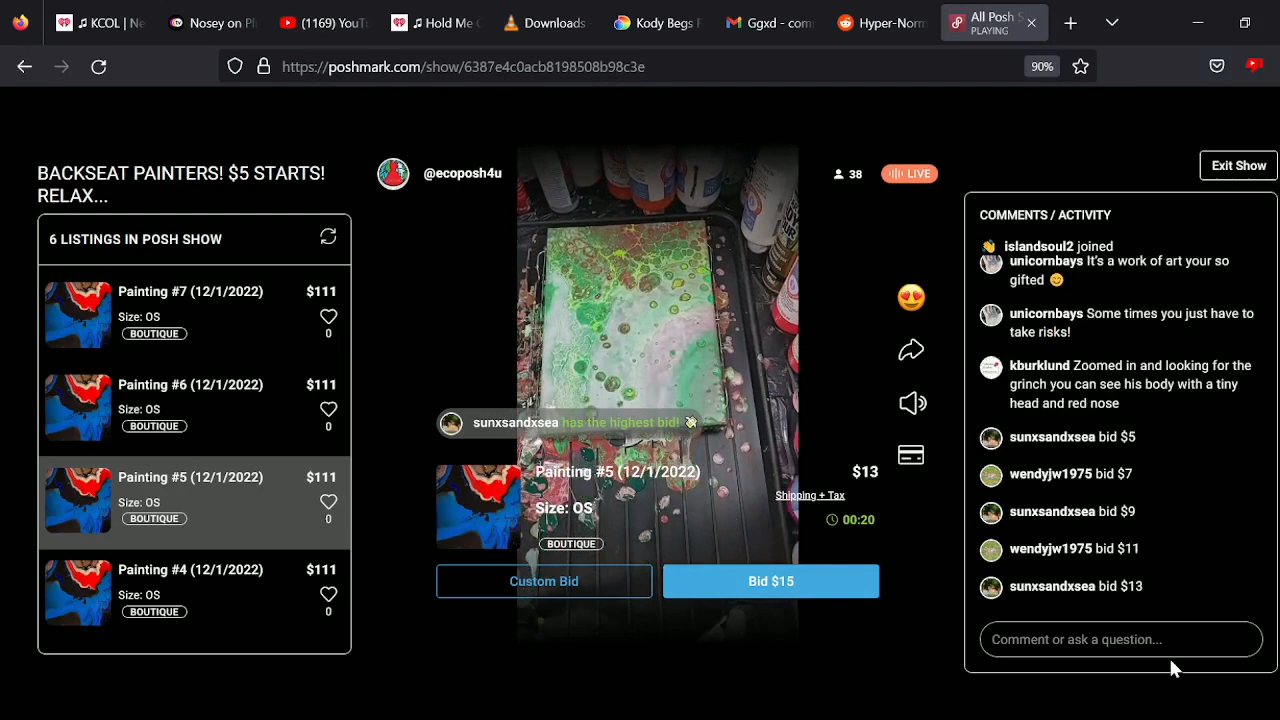 ♫ KCOL | Ne
Nosey on Pl
(1169) YouT
♫ Hold Me C
Downloads
Kody Begs F
Ggxd - com
Hyper-Norm
All Posh S
PLAYING
https://poshmark.com/show/6387e4c0acb8198508b98c3e
90%
BACKSEAT PAINTERS! $5 STARTS!
RELAX...
6 LISTINGS IN POSH SHOW
Painting #7 (12/1/2022) $111
Size: OS
BOUTIQUE 0
Painting #6 (12/1/2022) $111
Size: OS
BOUTIQUE 0
Painting #5 (12/1/2022) $111
Size: OS
BOUTIQUE 0
Painting #4 (12/1/2022) $111
Size: OS
BOUTIQUE 0
@ecoposh4u
38 LIVE
sunxsandxsea has the highest bid!
Painting #5 (12/1/2022) $13
Shipping + Tax
Size: OS
00:20
BOUTIQUE
Custom Bid
Bid $15
Exit Show
COMMENTS / ACTIVITY
islandsoul2 joined
unicornbays It's a work of art your so
gifted 😊
unicornbays Some times you just have to
take risks!
kburklund Zoomed in and looking for the
grinch you can see his body with a tiny
head and red nose
sunxsandxsea bid $5
wendyjw1975 bid $7
sunxsandxsea bid $9
wendyjw1975 bid $11
sunxsandxsea bid $13
Comment or ask a question...